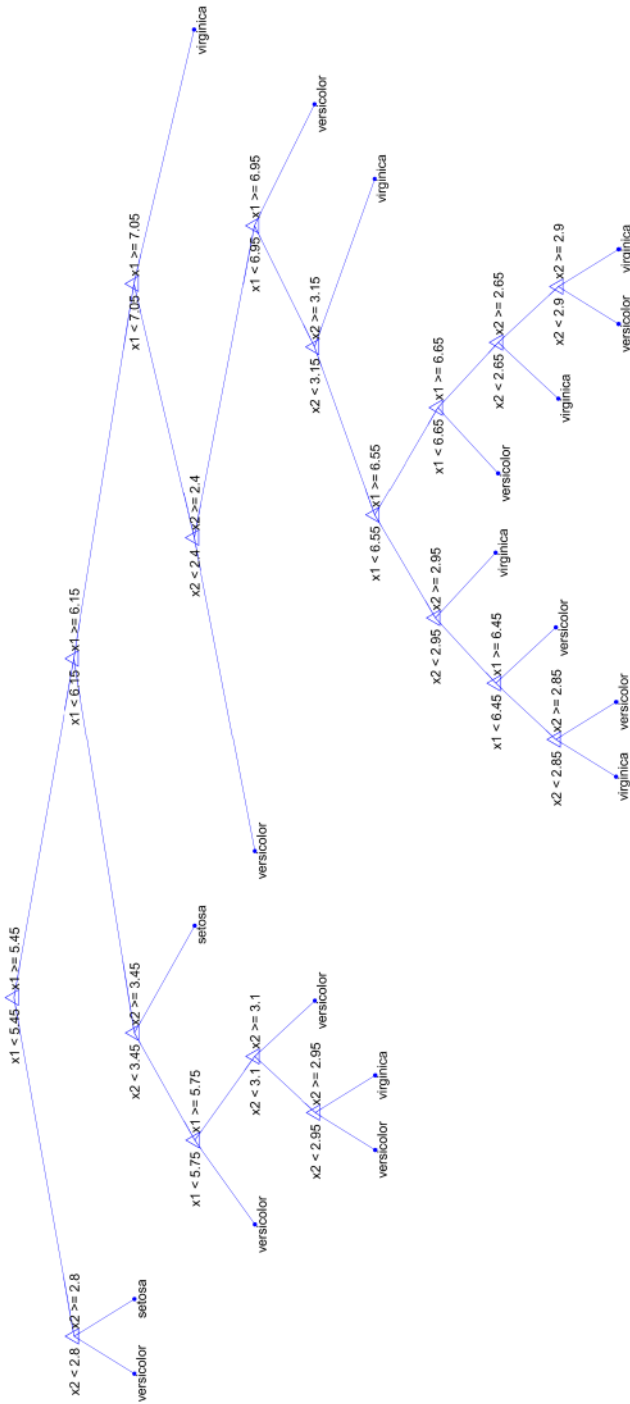 x1 < 5.45 x1 >= 5.45
x2 < 2.8 x2 >= 2.8
x1 < 6.15 x1 >= 6.15
versicolor
setosa
x2 < 3.45 x2 >= 3.45
x1 < 7.05 x1 >= 7.05
x1 < 5.75 x1 >= 5.75
setosa
x2 < 2.4 x2 >= 2.4
virginica
versicolor
x2 < 3.1 x2 >= 3.1
versicolor
x1 < 6.95 x1 >= 6.95
x2 < 2.95 x2 >= 2.95
versicolor
x2 < 3.15 x2 >= 3.15
versicolor
versicolor
virginica
x1 < 6.55 x1 >= 6.55
virginica
x2 < 2.95 x2 >= 2.95
x1 < 6.65 x1 >= 6.65
x1 < 6.45 x1 >= 6.45
virginica
versicolor
x2 < 2.65 x2 >= 2.65
x2 < 2.85 x2 >= 2.85
versicolor
virginica
x2 < 2.9 x2 >= 2.9
virginica
versicolor
versicolor
virginica